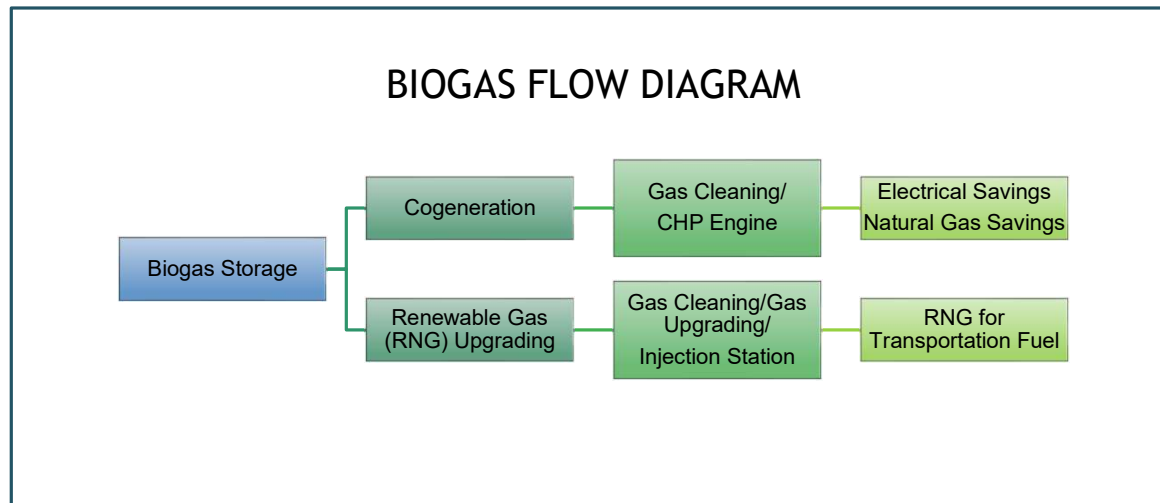 BIOGAS FLOW DIAGRAM
Biogas Storage
Cogeneration
Gas Cleaning/
CHP Engine
Electrical Savings
Natural Gas Savings
Renewable Gas
(RNG) Upgrading
Gas Cleaning/Gas
Upgrading/
Injection Station
RNG for
Transportation Fuel